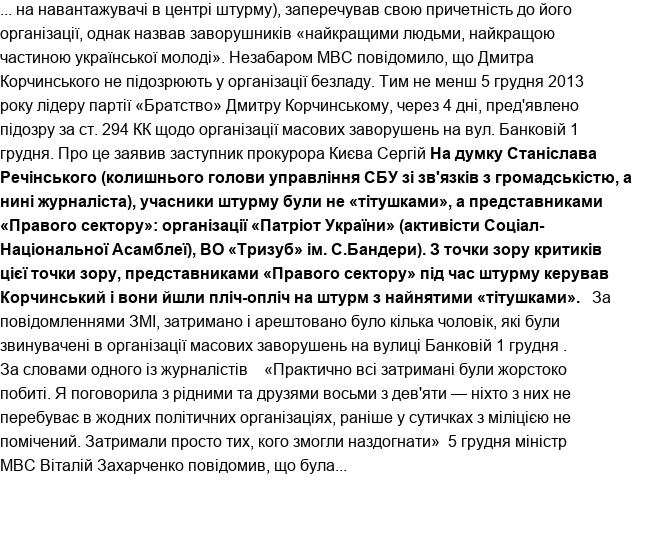 ... на навантажувачі в центрі штурму), заперечував свою причетність до його
організації, однак назвав заворушників «найкращими людьми, найкращою
частиною української молоді». Незабаром МВС повідомило, що Дмитра
Корчинського не підозрюють у організації безладу. Тим не менш 5 грудня 2013
року лідеру партії «Братство» Дмитру Корчинському, через 4 дні, пред'явлено
підозру за ст. 294 КК щодо організації масових заворушень на вул. Банковій 1
грудня. Про це заявив заступник прокурора Києва Сергій На думку Станіслава
Речінського (колишнього голови управління СБУ зі зв'язків з громадськістю, а
нині журналіста), учасники штурму були не «тітушками», а представниками
«Правого сектору»: організації «Патріот України» (активісти Соціал-
Національної Асамблеї), ВО «Тризуб» ім. С.Бандери). З точки зору критиків
цієї точки зору, представниками «Правого сектору» під час штурму керував
Корчинський і вони йшли пліч-опліч на штурм з найнятими «тітушками». За
повідомленнями ЗМІ, затримано і арештовано було кілька чоловік, які були
звинувачені в організації масових заворушень на вулиці Банковій 1 грудня .
За словами одного із журналістів «Практично всі затримані були жорстоко
побиті. Я поговорила з рідними та друзями восьми з дев'яти — ніхто з них не
перебуває в жодних політичних організаціях, раніше у сутичках з міліцією не
помічений. Затримали просто тих, кого змогли наздогнати» 5 грудня міністр
МВС Віталій Захарченко повідомив, що була...